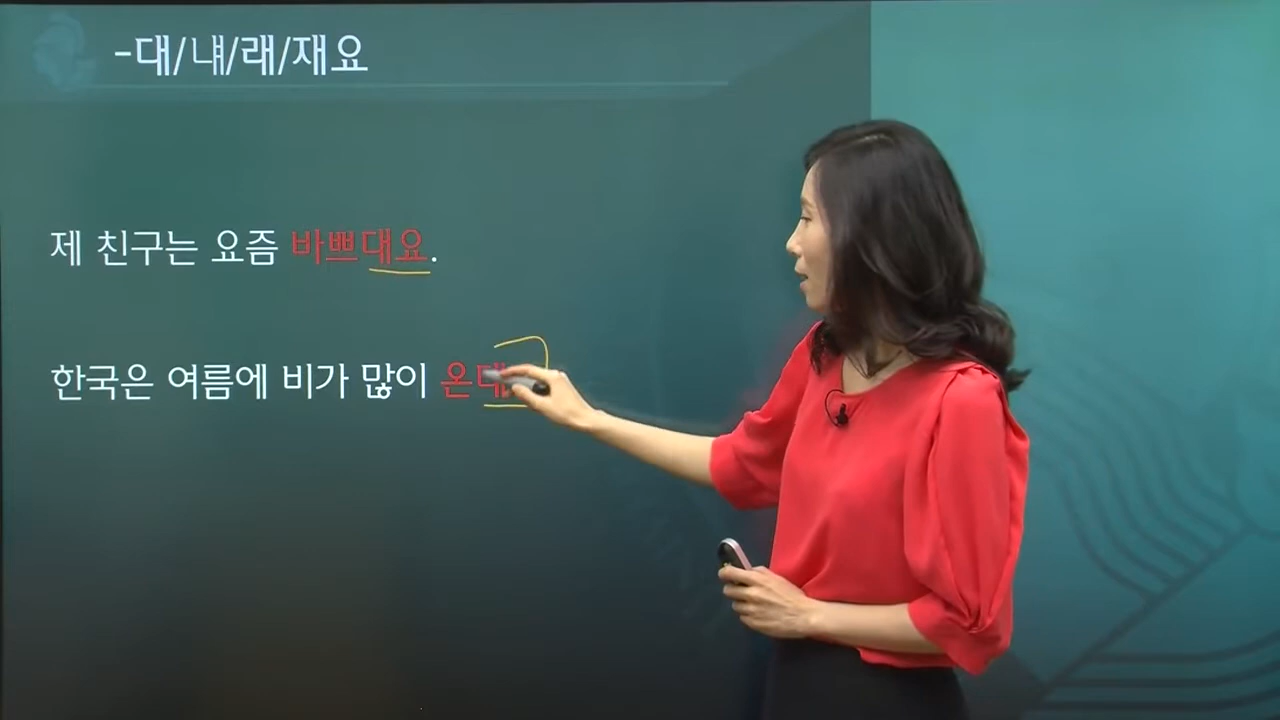 -대/냬/래/재요
제 친구는 요즘 바쁘대요.
한국은 여름에 비가 많이